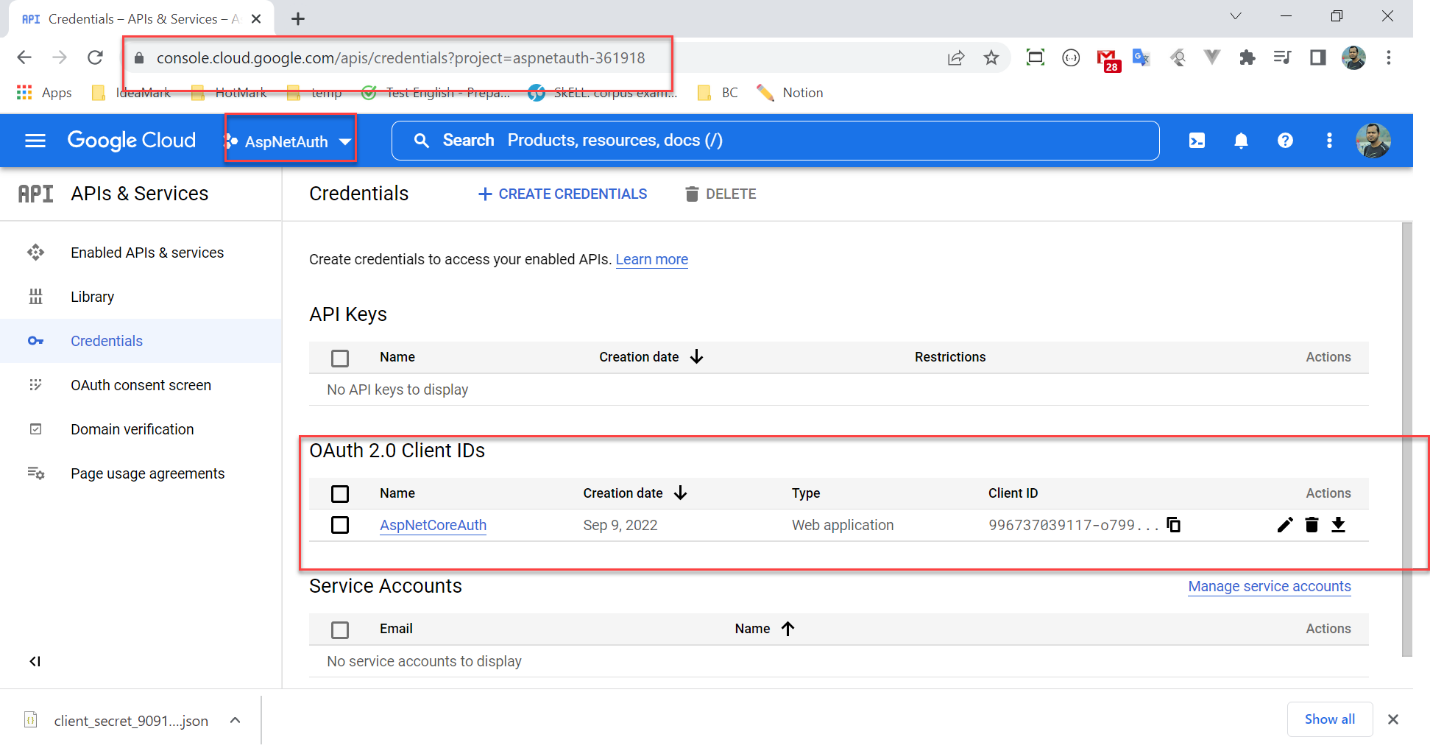 API Credentials – APIs & Services – A
console.cloud.google.com/apis/credentials?project=aspnetauth-361918
28
Apps IdeaMark HotMark temp Test English - Prepa... SkELL: corpus exam... BC Notion
Google Cloud AspNetAuth Search Products, resources, docs (/)
API APIs & Services
Credentials + CREATE CREDENTIALS DELETE
Enabled APIs & services
Library
Credentials
OAuth consent screen
Domain verification
Page usage agreements
Create credentials to access your enabled APIs. Learn more
API Keys
Name Creation date Restrictions Actions
No API keys to display
OAuth 2.0 Client IDs
Name Creation date Type Client ID Actions
AspNetCoreAuth Sep 9, 2022 Web application 996737039117-o799...
Service Accounts Manage service accounts
Email Name Actions
No service accounts to display
client_secret_9091....json Show all